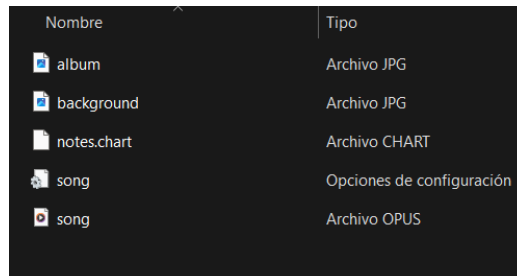 Nombre Tipo
album Archivo JPG
background Archivo JPG
notes.chart Archivo CHART
song Opciones de configuración
song Archivo OPUS